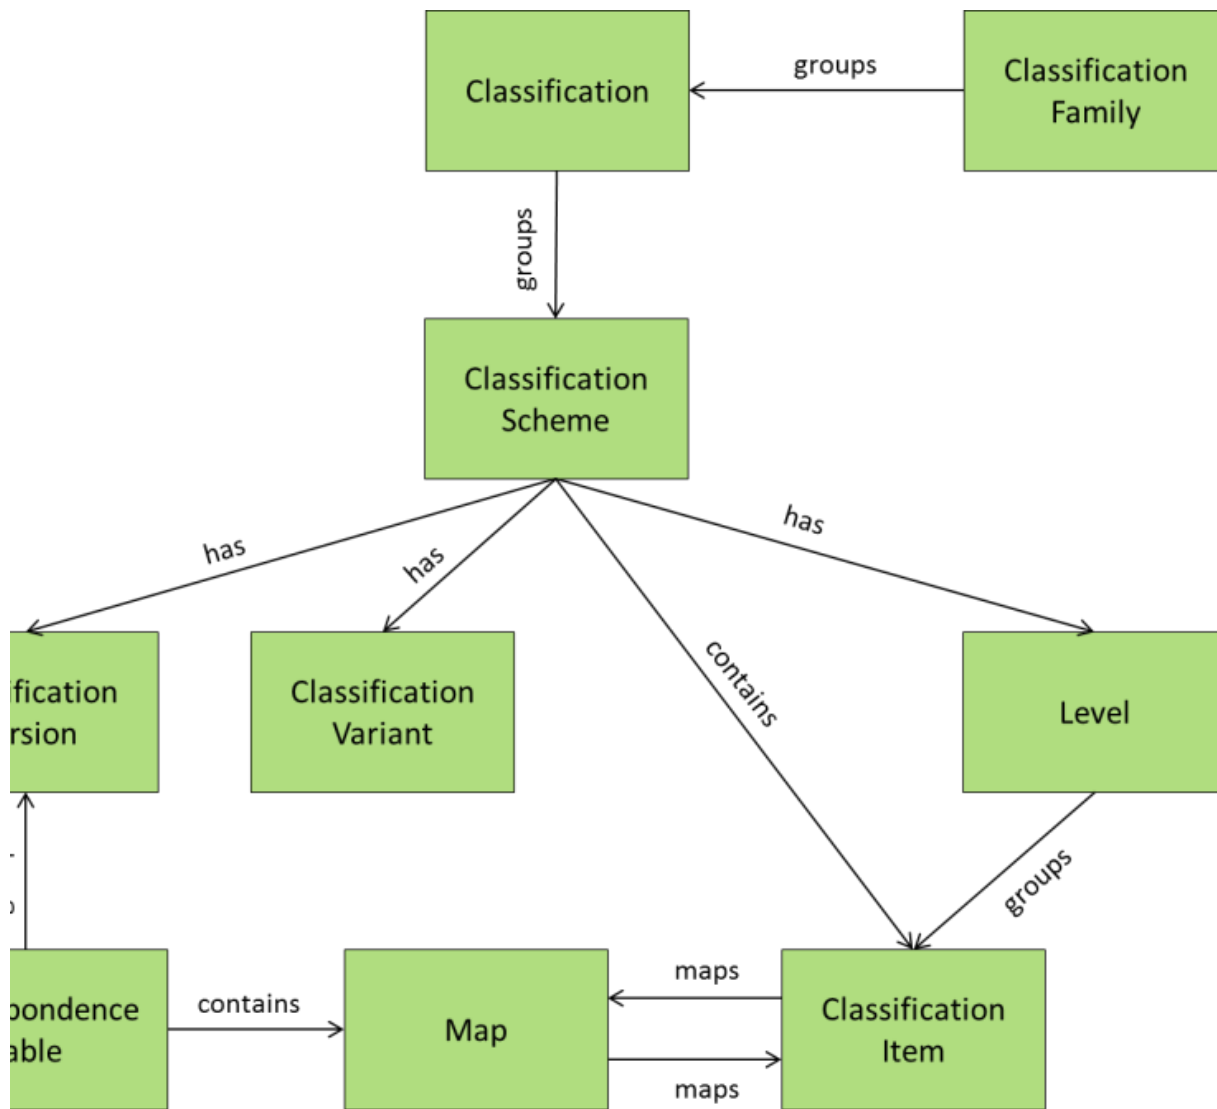 Classification
groups
Classification
Family
groups
Classification
Scheme
has
has
has
contains
ification
rsion
Classification
Variant
Level
groups
pondence
able
contains
Map
maps
maps
Classification
Item